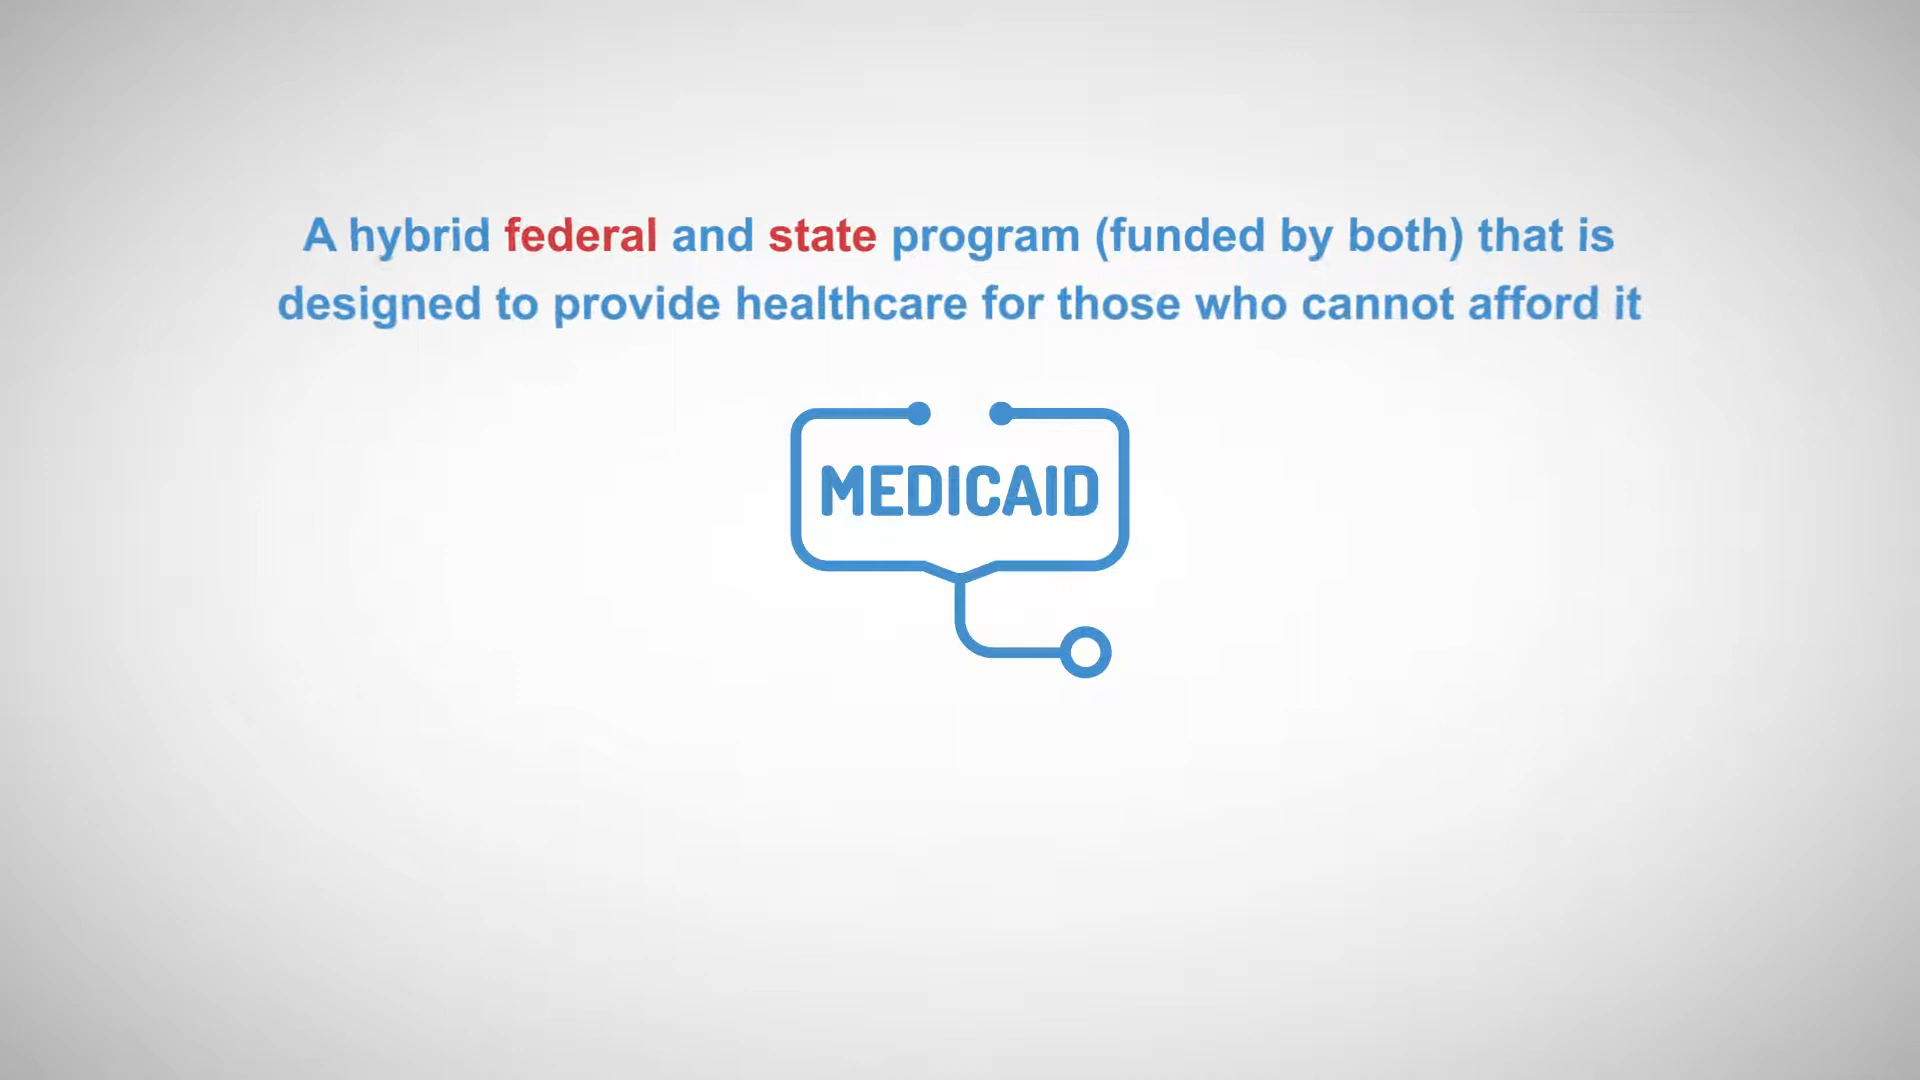 A hybrid federal and state program (funded by both) that is
designed to provide healthcare for those who cannot afford it
MEDICAID